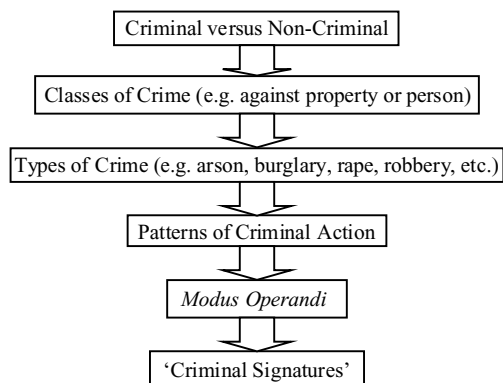 Criminal versus Non-Criminal
Classes of Crime (e.g. against property or person)
Types of Crime (e.g. arson, burglary, rape, robbery, etc.)
Patterns of Criminal Action
Modus Operandi
‘Criminal Signatures’